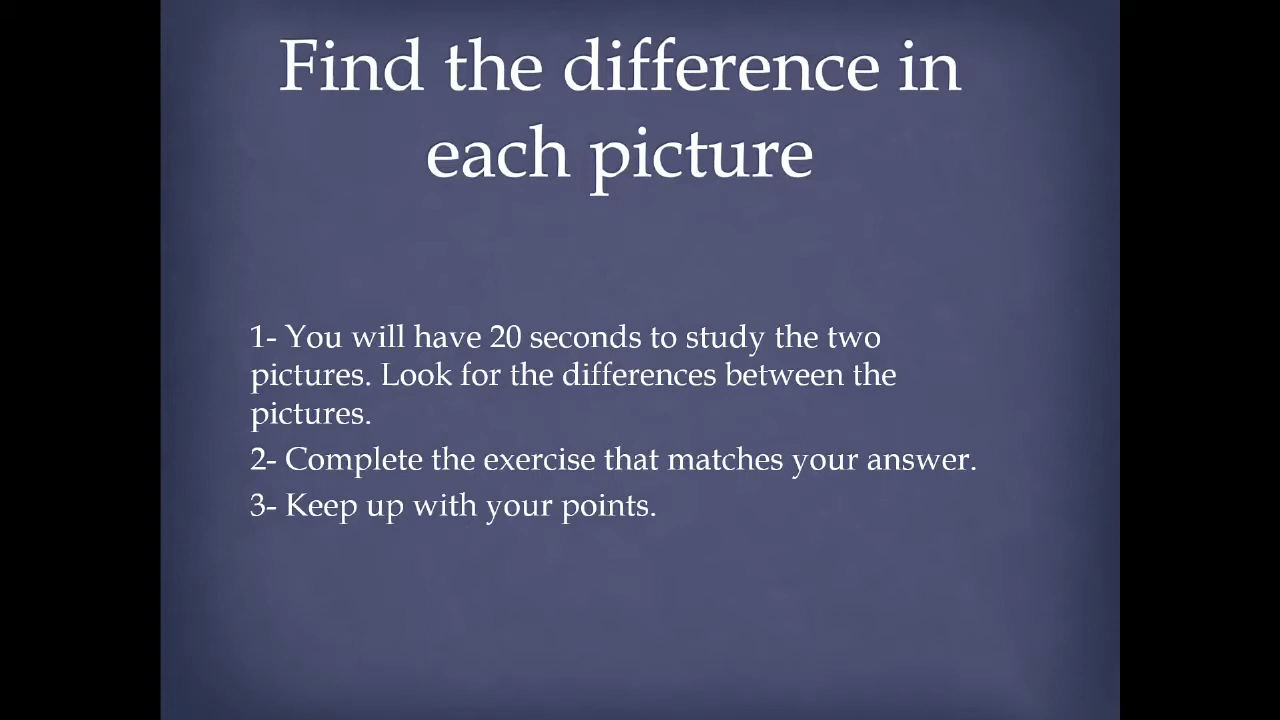 Find the difference in
each picture
1- You will have 20 seconds to study the two
pictures. Look for the differences between the
pictures.
2- Complete the exercise that matches your answer.
3- Keep up with your points.